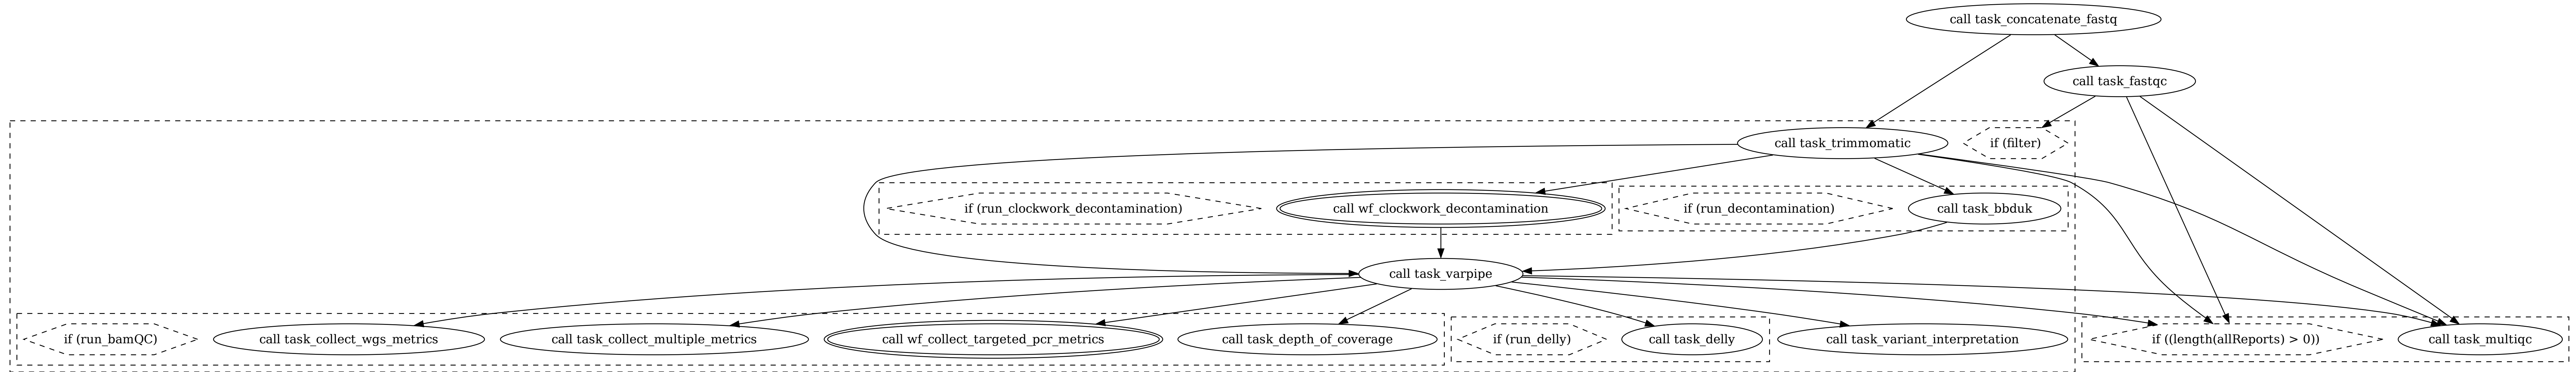 call task_concatenate_fastq
call task_fastqc
call task_trimmomatic
if (filter)
if (run_clockwork_decontamination)
call wf_clockwork_decontamination
if (run_decontamination)
call task_bbduk
call task_varpipe
if (run_bamQC)
call task_collect_wgs_metrics
call task_collect_multiple_metrics
call wf_collect_targeted_pcr_metrics
call task_depth_of_coverage
if (run_delly)
call task_delly
call task_variant_interpretation
if ((length(allReports) > 0))
call task_multiqc